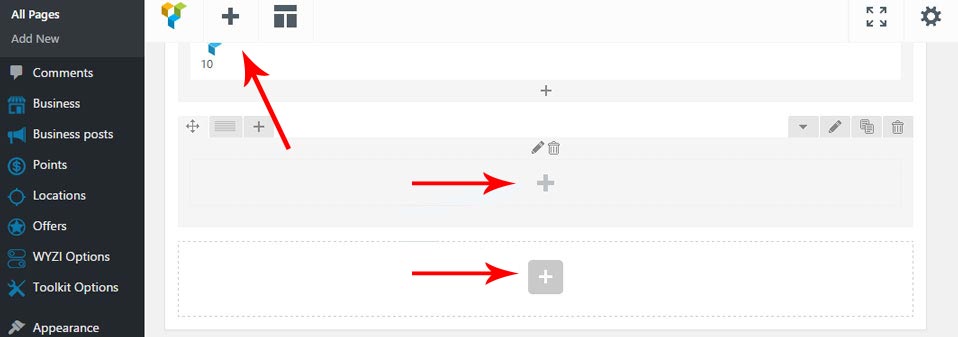 All Pages
Add New
Comments
Business
Business posts
Points
Locations
Offers
WYZI Options
Toolkit Options
Appearance
10